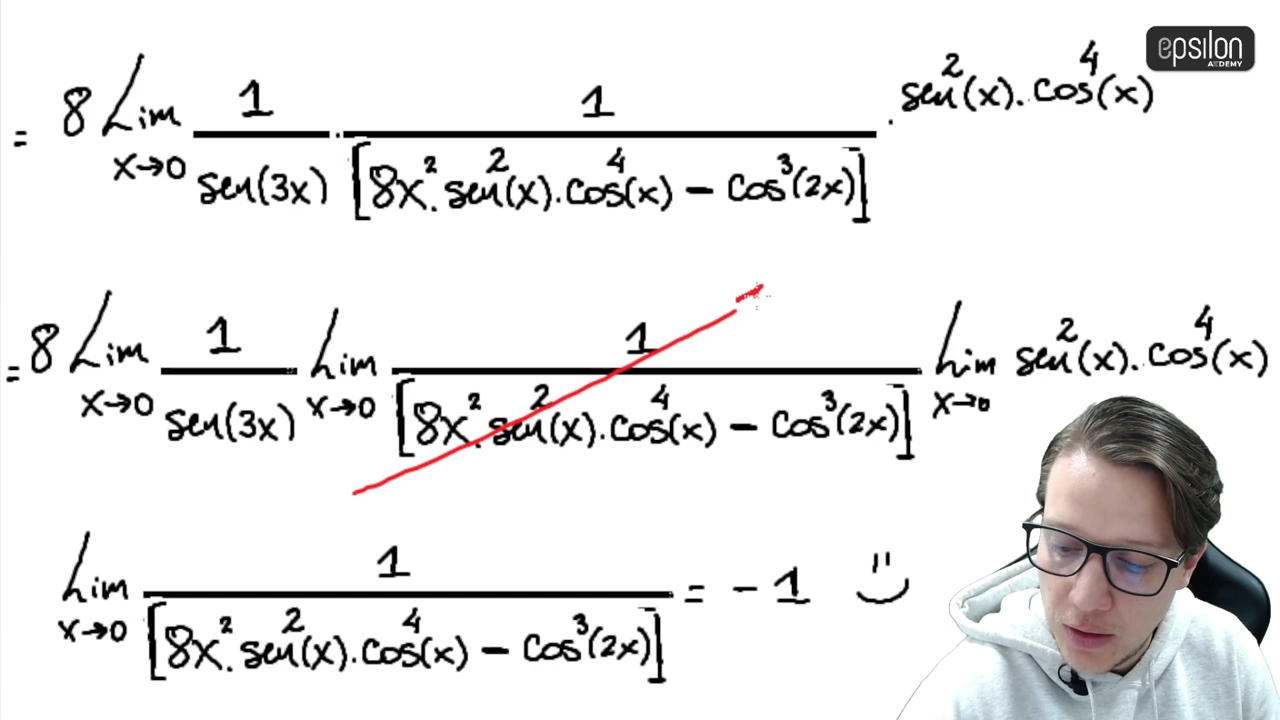 epsilon
ACADEMY
= 8 Lim x→0 1/sen(3x) · 1/[8x².sen²(x).cos⁴(x) − cos³(2x)] · sen²(x).cos⁴(x)
= 8 Lim x→0 1/sen(3x) Lim x→0 1/[8x².sen²(x).cos⁴(x) − cos³(2x)] Lim x→0 sen²(x).cos⁴(x)
Lim x→0 1/[8x².sen²(x).cos⁴(x) − cos³(2x)] = −1